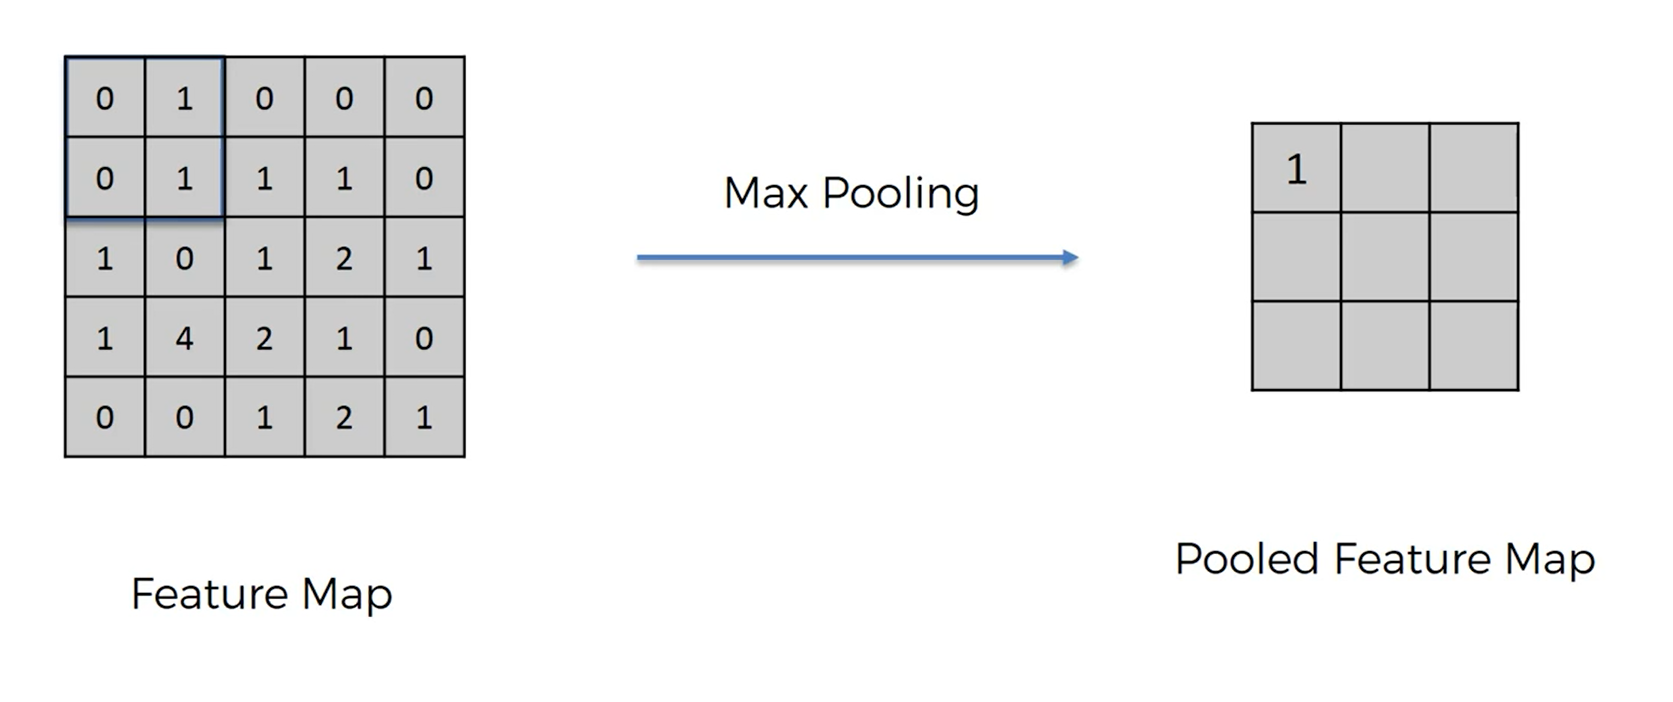 0 1 0 0 0
0 1 1 1 0
1 0 1 2 1
1 4 2 1 0
0 0 1 2 1
Feature Map
Max Pooling
1
Pooled Feature Map